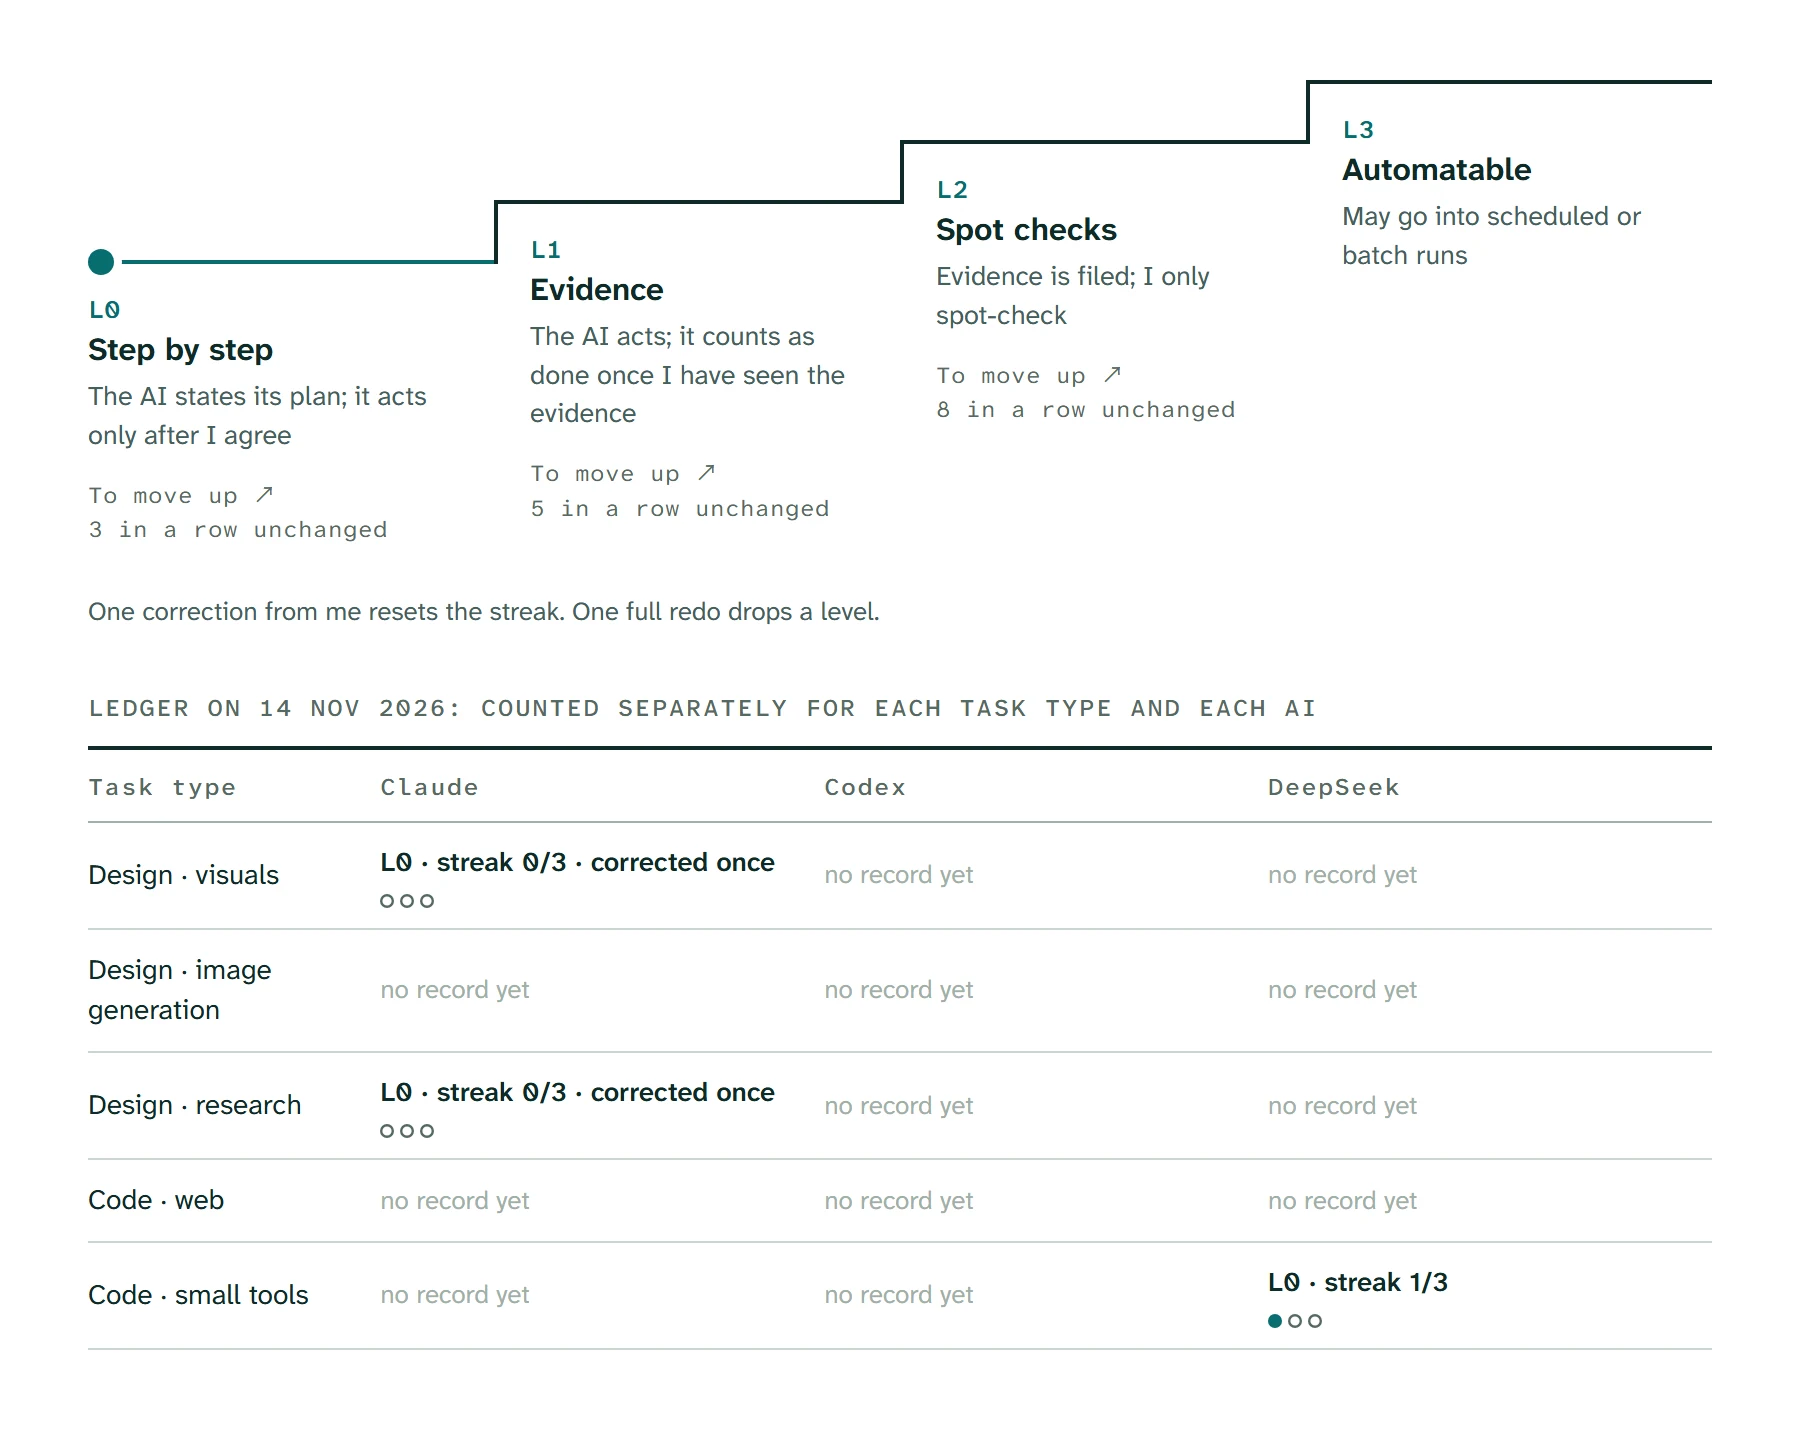 L0
Step by step
The AI states its plan; it acts
only after I agree
To move up ↗
3 in a row unchanged
L1
Evidence
The AI acts; it counts as
done once I have seen the
evidence
To move up ↗
5 in a row unchanged
L2
Spot checks
Evidence is filed; I only
spot-check
To move up ↗
8 in a row unchanged
L3
Automatable
May go into scheduled or
batch runs
One correction from me resets the streak. One full redo drops a level.
LEDGER ON 14 NOV 2026: COUNTED SEPARATELY FOR EACH TASK TYPE AND EACH AI
Task type Claude Codex DeepSeek
Design · visuals L0 · streak 0/3 · corrected once no record yet no record yet
Design · image
generation no record yet no record yet no record yet
Design · research L0 · streak 0/3 · corrected once no record yet no record yet
Code · web no record yet no record yet no record yet
Code · small tools no record yet no record yet L0 · streak 1/3